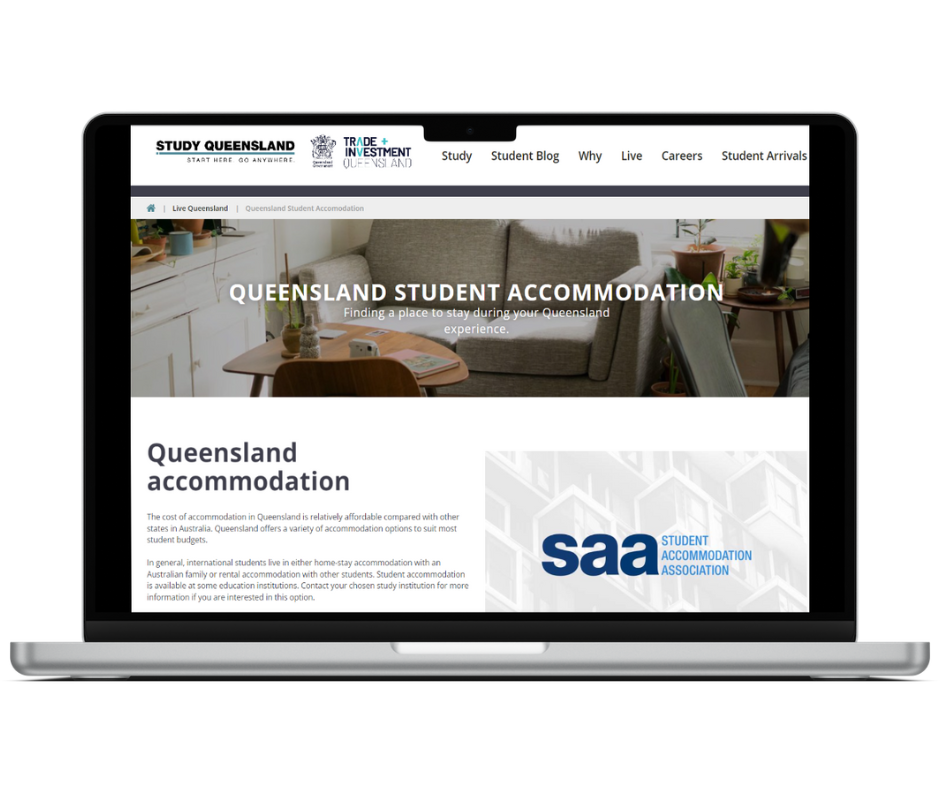 STUDY QUEENSLAND
START HERE. GO ANYWHERE.
Queensland
Government
TRADE +
INVESTMENT
QUEENSLAND
Study Student Blog Why Live Careers Student Arrivals
| Live Queensland | Queensland Student Accomodation
QUEENSLAND STUDENT ACCOMMODATION
Finding a place to stay during your Queensland
experience.
Queensland
accommodation
The cost of accommodation in Queensland is relatively affordable compared with other
states in Australia. Queensland offers a variety of accommodation options to suit most
student budgets.
In general, international students live in either home-stay accommodation with an
Australian family or rental accommodation with other students. Student accommodation
is available at some education institutions. Contact your chosen study institution for more
information if you are interested in this option.
saa
STUDENT
ACCOMMODATION
ASSOCIATION